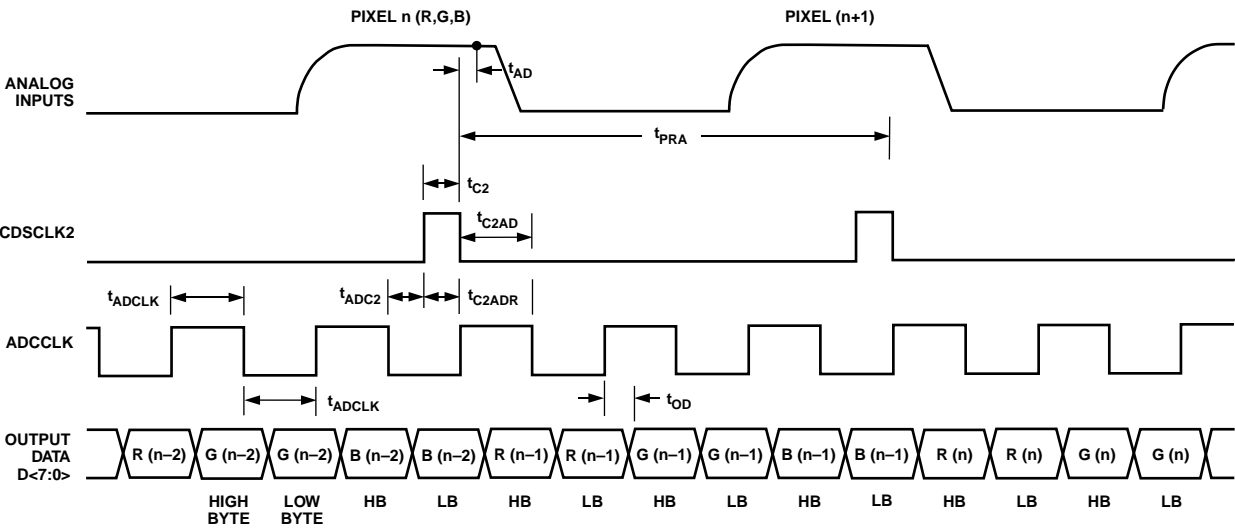 PIXEL n (R,G,B)
PIXEL (n+1)
ANALOG
INPUTS
tAD
tPRA
tC2
tC2AD
CDSCLK2
tADCLK
tADC2
tC2ADR
ADCCLK
tADCLK
tOD
OUTPUT
DATA
D<7:0>
R (n–2) G (n–2) G (n–2) B (n–2) B (n–2) R (n–1) R (n–1) G (n–1) G (n–1) B (n–1) B (n–1) R (n) R (n) G (n) G (n)
HIGH
BYTE
LOW
BYTE
HB LB HB LB HB LB HB LB HB LB HB LB